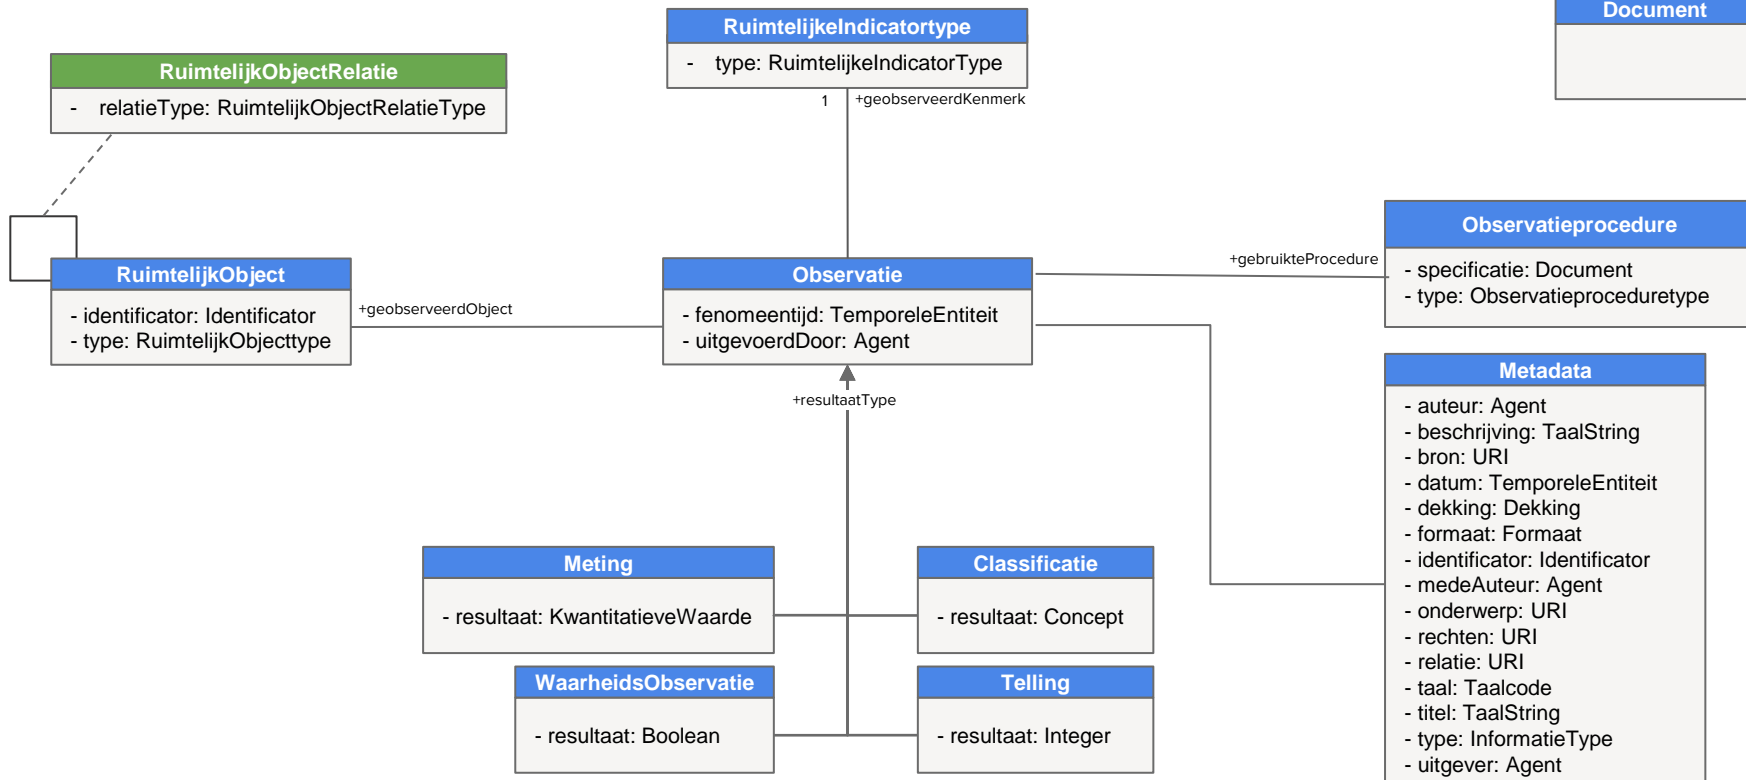 Document
RuimtelijkeIndicatortype
- type: RuimtelijkeIndicatorType
RuimtelijkObjectRelatie
- relatieType: RuimtelijkObjectRelatieType
1
+geobserveerdKenmerk
Observatieprocedure
- specificatie: Document
- type: Observatieproceduretype
+gebruikteProcedure
RuimtelijkObject
- identificator: Identificator
- type: RuimtelijkObjecttype
+geobserveerdObject
Observatie
- fenomeentijd: TemporeleEntiteit
- uitgevoerdDoor: Agent
+resultaatType
Metadata
- auteur: Agent
- beschrijving: TaalString
- bron: URI
- datum: TemporeleEntiteit
- dekking: Dekking
- formaat: Formaat
- identificator: Identificator
- medeAuteur: Agent
- onderwerp: URI
- rechten: URI
- relatie: URI
- taal: Taalcode
- titel: TaalString
- type: InformatieType
- uitgever: Agent
Meting
- resultaat: KwantitatieveWaarde
Classificatie
- resultaat: Concept
WaarheidsObservatie
- resultaat: Boolean
Telling
- resultaat: Integer